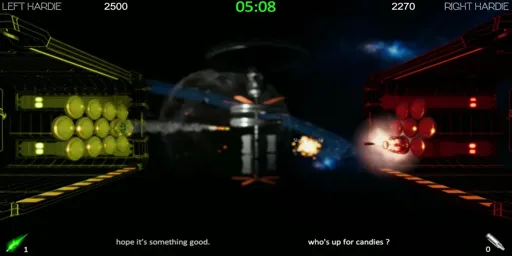 LEFT HARDIE 2500 05:08 2270 RIGHT HARDIE
hope it's something good. who's up for candies ?
1 0